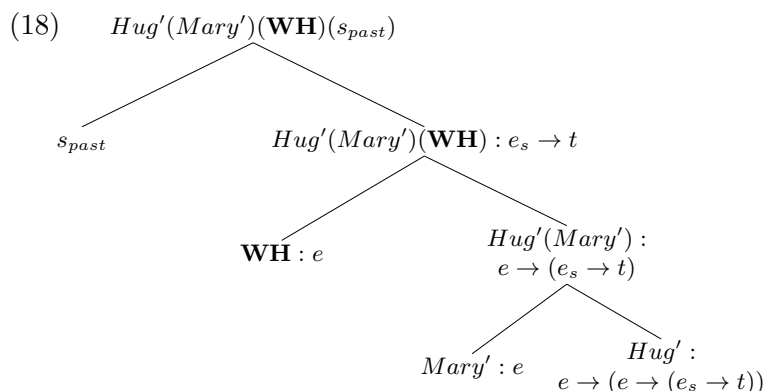 (18) Hug′(Mary′)(WH)(s_past)
s_past Hug′(Mary′)(WH) : e_s → t
WH : e Hug′(Mary′) :
e → (e_s → t)
Mary′ : e Hug′ :
e → (e → (e_s → t))